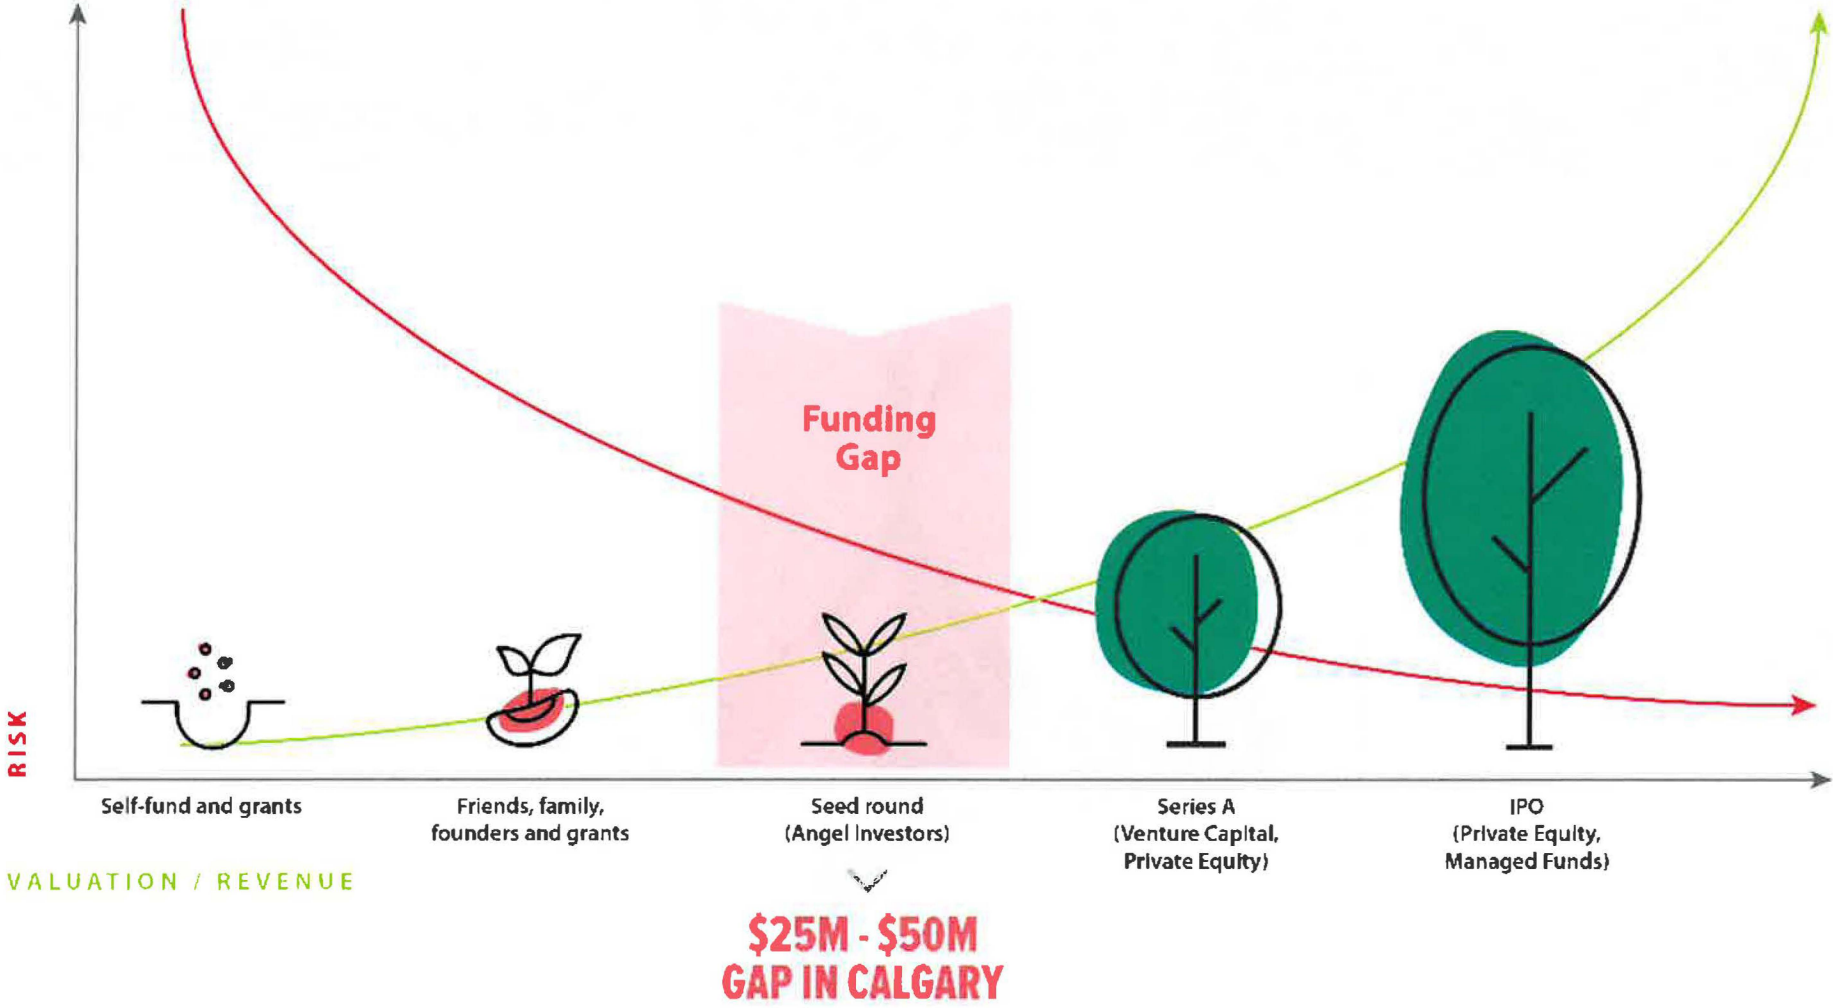 Funding
Gap
RISK
Self-fund and grants
Friends, family,
founders and grants
Seed round
(Angel Investors)
Series A
(Venture Capital,
Private Equity)
IPO
(Private Equity,
Managed Funds)
VALUATION / REVENUE
$25M - $50M
GAP IN CALGARY